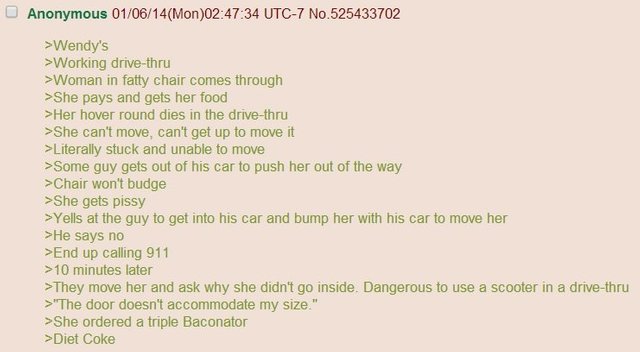 Anonymous 01/06/14(Mon)02:47:34 UTC-7 No.525433702
>Wendy's
>Working drive-thru
>Woman in fatty chair comes through
>She pays and gets her food
>Her hover round dies in the drive-thru
>She can't move, can't get up to move it
>Literally stuck and unable to move
>Some guy gets out of his car to push her out of the way
>Chair won't budge
>She gets pissy
>Yells at the guy to get into his car and bump her with his car to move her
>He says no
>End up calling 911
>10 minutes later
>They move her and ask why she didn't go inside. Dangerous to use a scooter in a drive-thru
>"The door doesn't accommodate my size."
>She ordered a triple Baconator
>Diet Coke